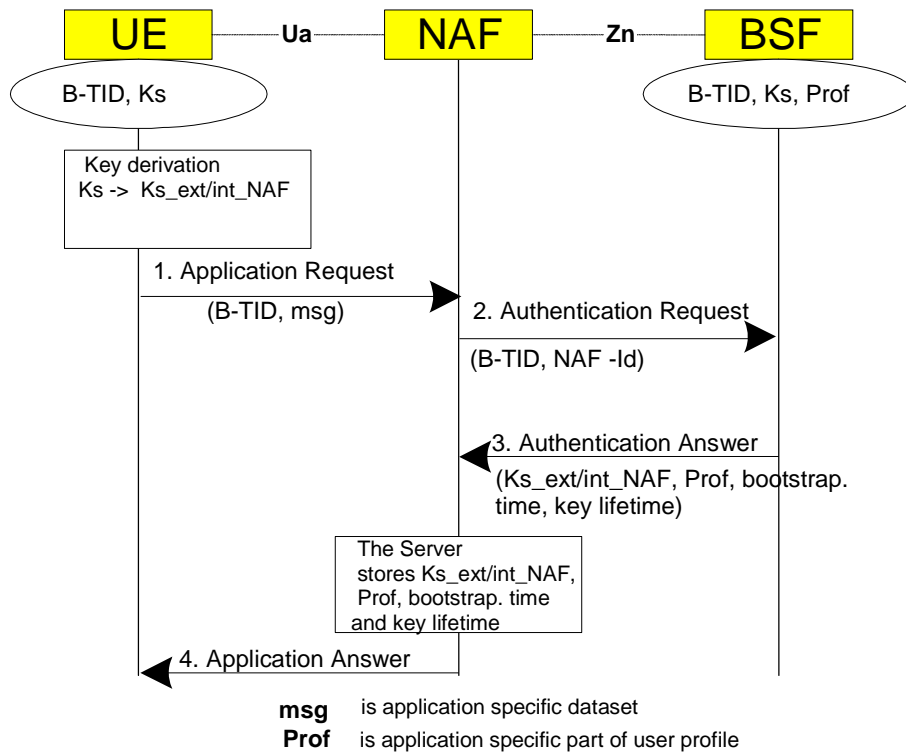 UE
Ua
NAF
Zn
BSF
B-TID, Ks
B-TID, Ks, Prof
Key derivation
Ks -> Ks_ext/int_NAF
1. Application Request
(B-TID, msg)
2. Authentication Request
(B-TID, NAF -Id)
3. Authentication Answer
(Ks_ext/int_NAF, Prof, bootstrap.
time, key lifetime)
The Server
stores Ks_ext/int_NAF,
Prof, bootstrap. time
and key lifetime
4. Application Answer
msg is application specific dataset
Prof is application specific part of user profile